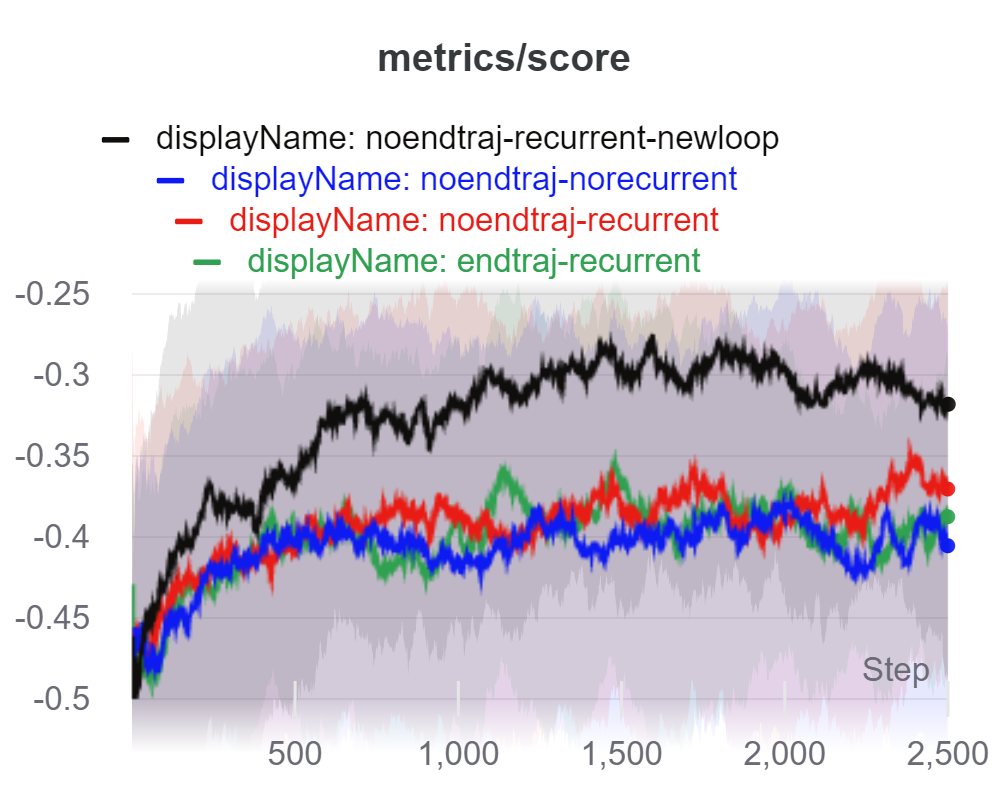 metrics/score
displayName: noendtraj-recurrent-newloop
displayName: noendtraj-norecurrent
displayName: noendtraj-recurrent
displayName: endtraj-recurrent
-0.25
-0.3
-0.35
-0.4
-0.45
-0.5
Step
500 1,000 1,500 2,000 2,500